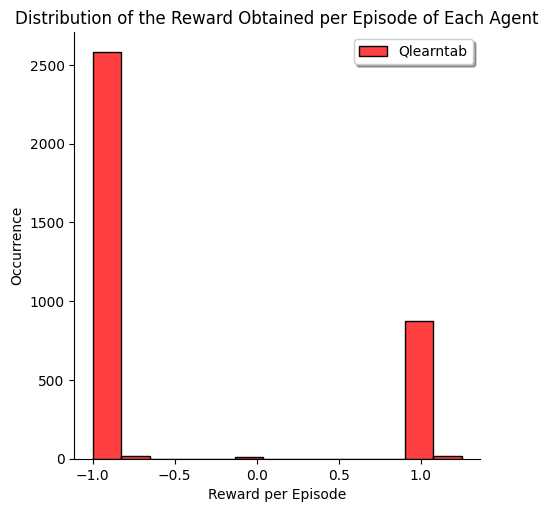 Distribution of the Reward Obtained per Episode of Each Agent
Qlearntab
2500
2000
1500
1000
500
0
Occurrence
−1.0 −0.5 0.0 0.5 1.0
Reward per Episode